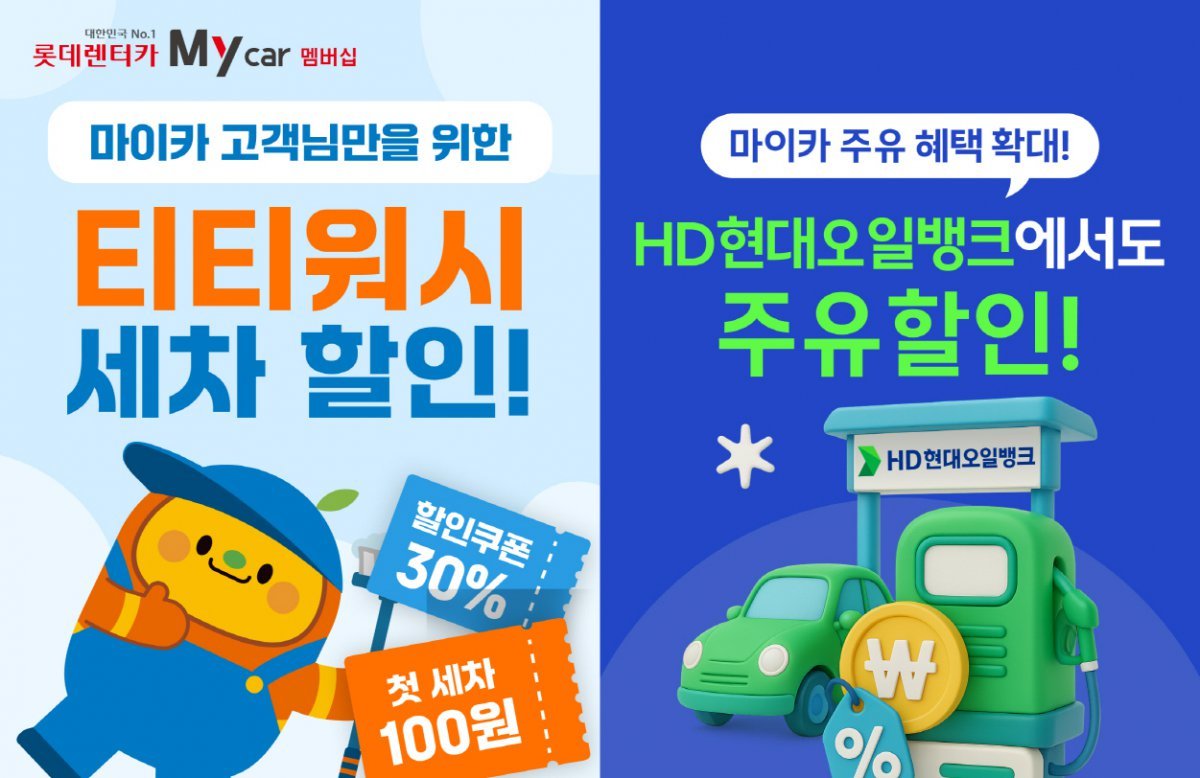 대한민국 No.1
롯데렌터카 My car 멤버십
마이카 고객님만을 위한
티티워시
세차 할인!
할인쿠폰
30%
첫 세차
100원
마이카 주유 혜택 확대!
HD현대오일뱅크에서도
주유할인!
HD현대오일뱅크
₩
%